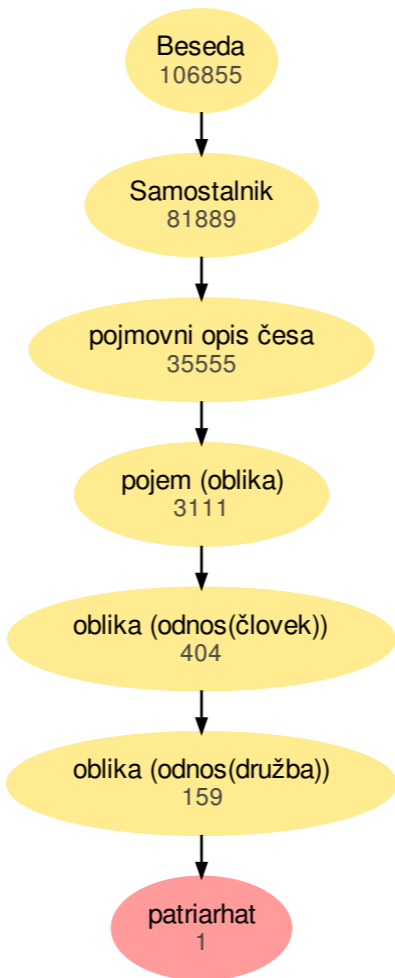 Beseda
106855
Samostalnik
81889
pojmovni opis česa
35555
pojem (oblika)
3111
oblika (odnos(človek))
404
oblika (odnos(družba))
159
patriarhat
1